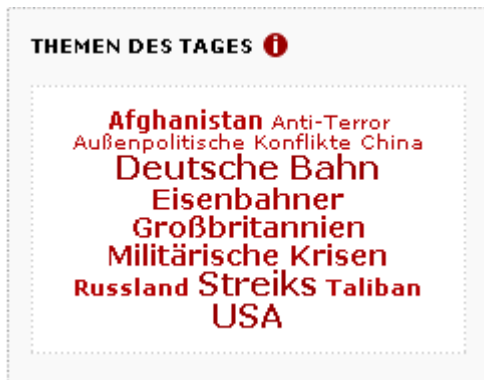 THEMEN DES TAGES i
Afghanistan Anti-Terror
Außenpolitische Konflikte China
Deutsche Bahn
Eisenbahner
Großbritannien
Militärische Krisen
Russland Streiks Taliban
USA